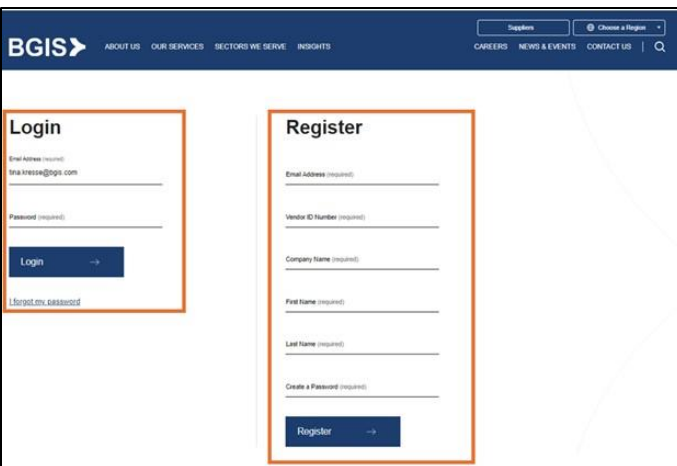 Suppliers
Choose a Region
BGIS
ABOUT US OUR SERVICES SECTORS WE SERVE INSIGHTS
CAREERS NEWS & EVENTS CONTACT US
Login
Email Address (required)
tina.kresse@bgis.com
Password (required)
Login
I forgot my password
Register
Email Address (required)
Vendor ID Number (required)
Company Name (required)
First Name (required)
Last Name (required)
Create a Password (required)
Register